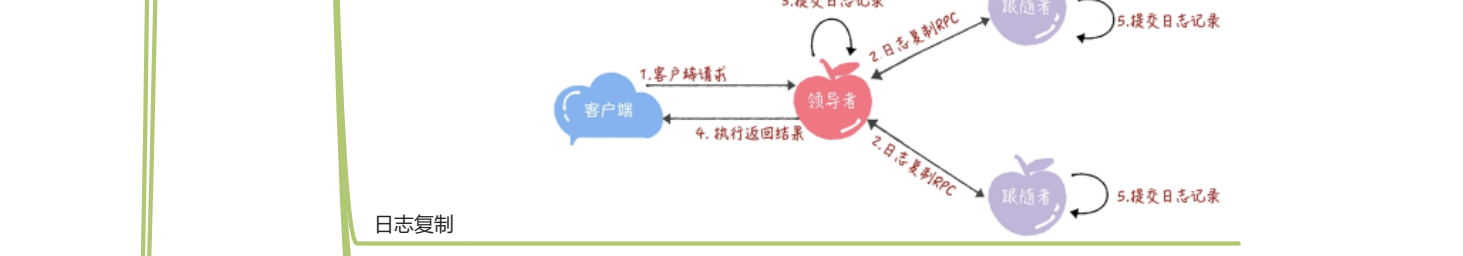 3.提交日志记录
跟随者
5.提交日志记录
2.日志复制RPC
1.客户端请求
领导者
客户端
4. 执行返回结果
2.日志复制RPC
跟随者
5.提交日志记录
日志复制